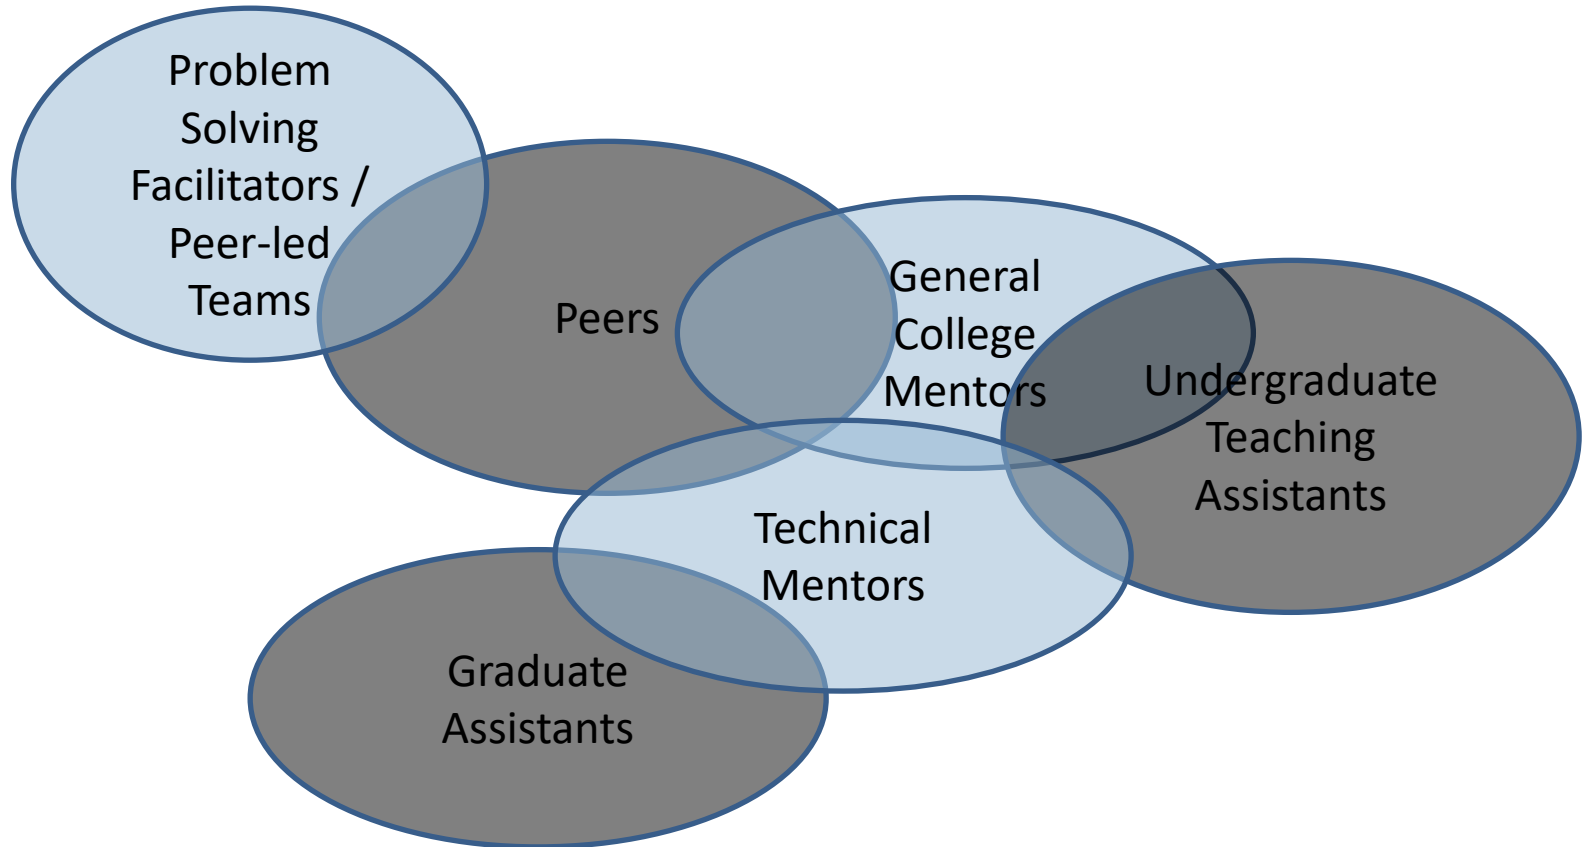 Problem
Solving
Facilitators /
Peer-led
Teams
Peers
General
College
Mentors
Undergraduate
Teaching
Assistants
Technical
Mentors
Graduate
Assistants